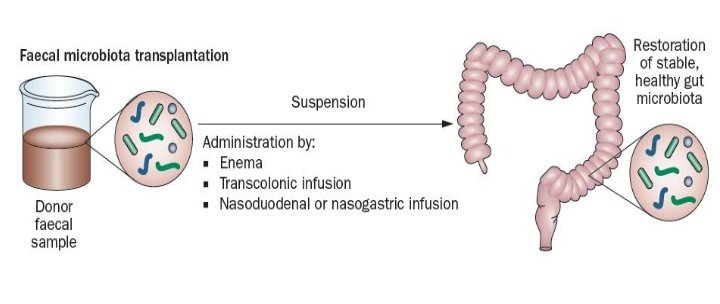 Faecal microbiota transplantation
Donor
faecal
sample
Suspension
Administration by:
▪ Enema
▪ Transcolonic infusion
▪ Nasoduodenal or nasogastric infusion
Restoration
of stable,
healthy gut
microbiota